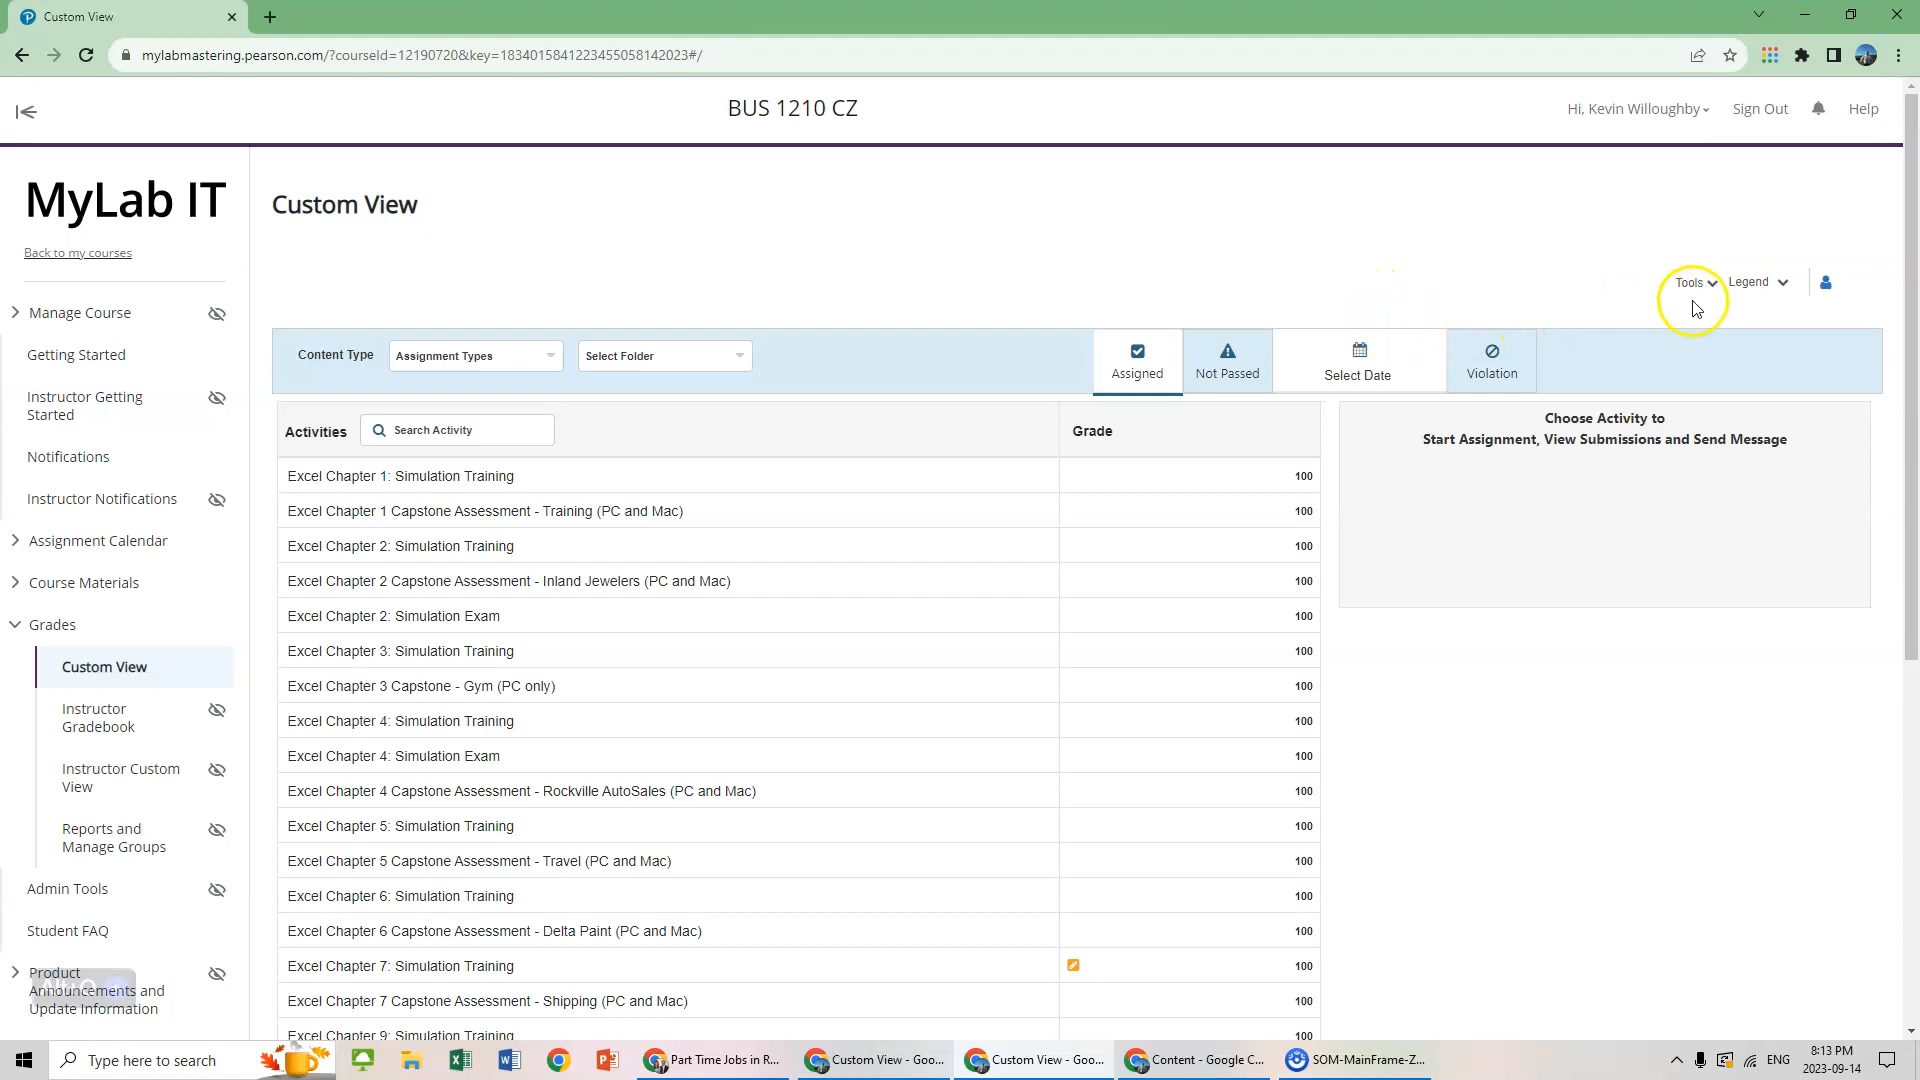 Custom View
mylabmastering.pearson.com/?courseId=12190720&key=1834015841223455058142023#/
BUS 1210 CZ
Hi, Kevin Willoughby
Sign Out
Help
MyLab IT
Back to my courses
Manage Course
Getting Started
Instructor Getting
Started
Notifications
Instructor Notifications
Assignment Calendar
Course Materials
Grades
Custom View
Instructor
Gradebook
Instructor Custom
View
Reports and
Manage Groups
Admin Tools
Student FAQ
Product
Announcements and
Update Information
Custom View
Tools
Legend
Content Type
Assignment Types
Select Folder
Assigned
Not Passed
Select Date
Violation
Activities
Search Activity
Grade
Excel Chapter 1: Simulation Training 100
Excel Chapter 1 Capstone Assessment - Training (PC and Mac) 100
Excel Chapter 2: Simulation Training 100
Excel Chapter 2 Capstone Assessment - Inland Jewelers (PC and Mac) 100
Excel Chapter 2: Simulation Exam 100
Excel Chapter 3: Simulation Training 100
Excel Chapter 3 Capstone - Gym (PC only) 100
Excel Chapter 4: Simulation Training 100
Excel Chapter 4: Simulation Exam 100
Excel Chapter 4 Capstone Assessment - Rockville AutoSales (PC and Mac) 100
Excel Chapter 5: Simulation Training 100
Excel Chapter 5 Capstone Assessment - Travel (PC and Mac) 100
Excel Chapter 6: Simulation Training 100
Excel Chapter 6 Capstone Assessment - Delta Paint (PC and Mac) 100
Excel Chapter 7: Simulation Training 100
Excel Chapter 7 Capstone Assessment - Shipping (PC and Mac) 100
Excel Chapter 9: Simulation Training 100
Choose Activity to
Start Assignment, View Submissions and Send Message
Type here to search
Part Time Jobs in R...
Custom View - Goo...
Custom View - Goo...
Content - Google C...
SOM-MainFrame-Z...
ENG
8:13 PM
2023-09-14